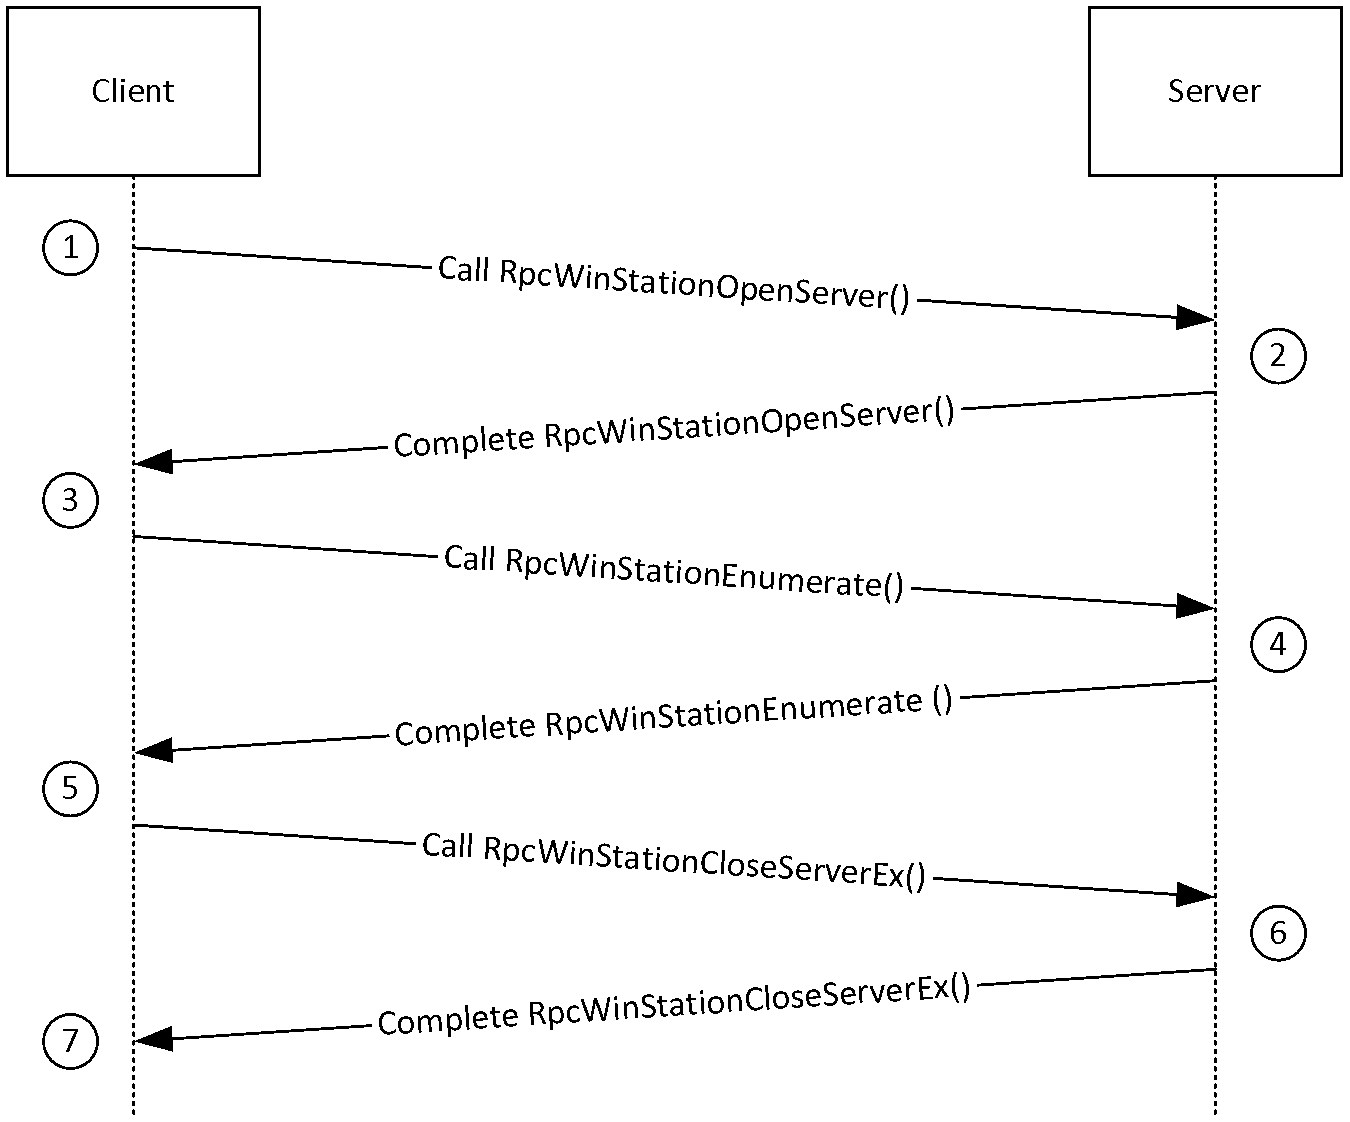 Client
Server
1
Call RpcWinStationOpenServer()
2
Complete RpcWinStationOpenServer()
3
Call RpcWinStationEnumerate()
4
Complete RpcWinStationEnumerate ()
5
Call RpcWinStationCloseServerEx()
6
Complete RpcWinStationCloseServerEx()
7